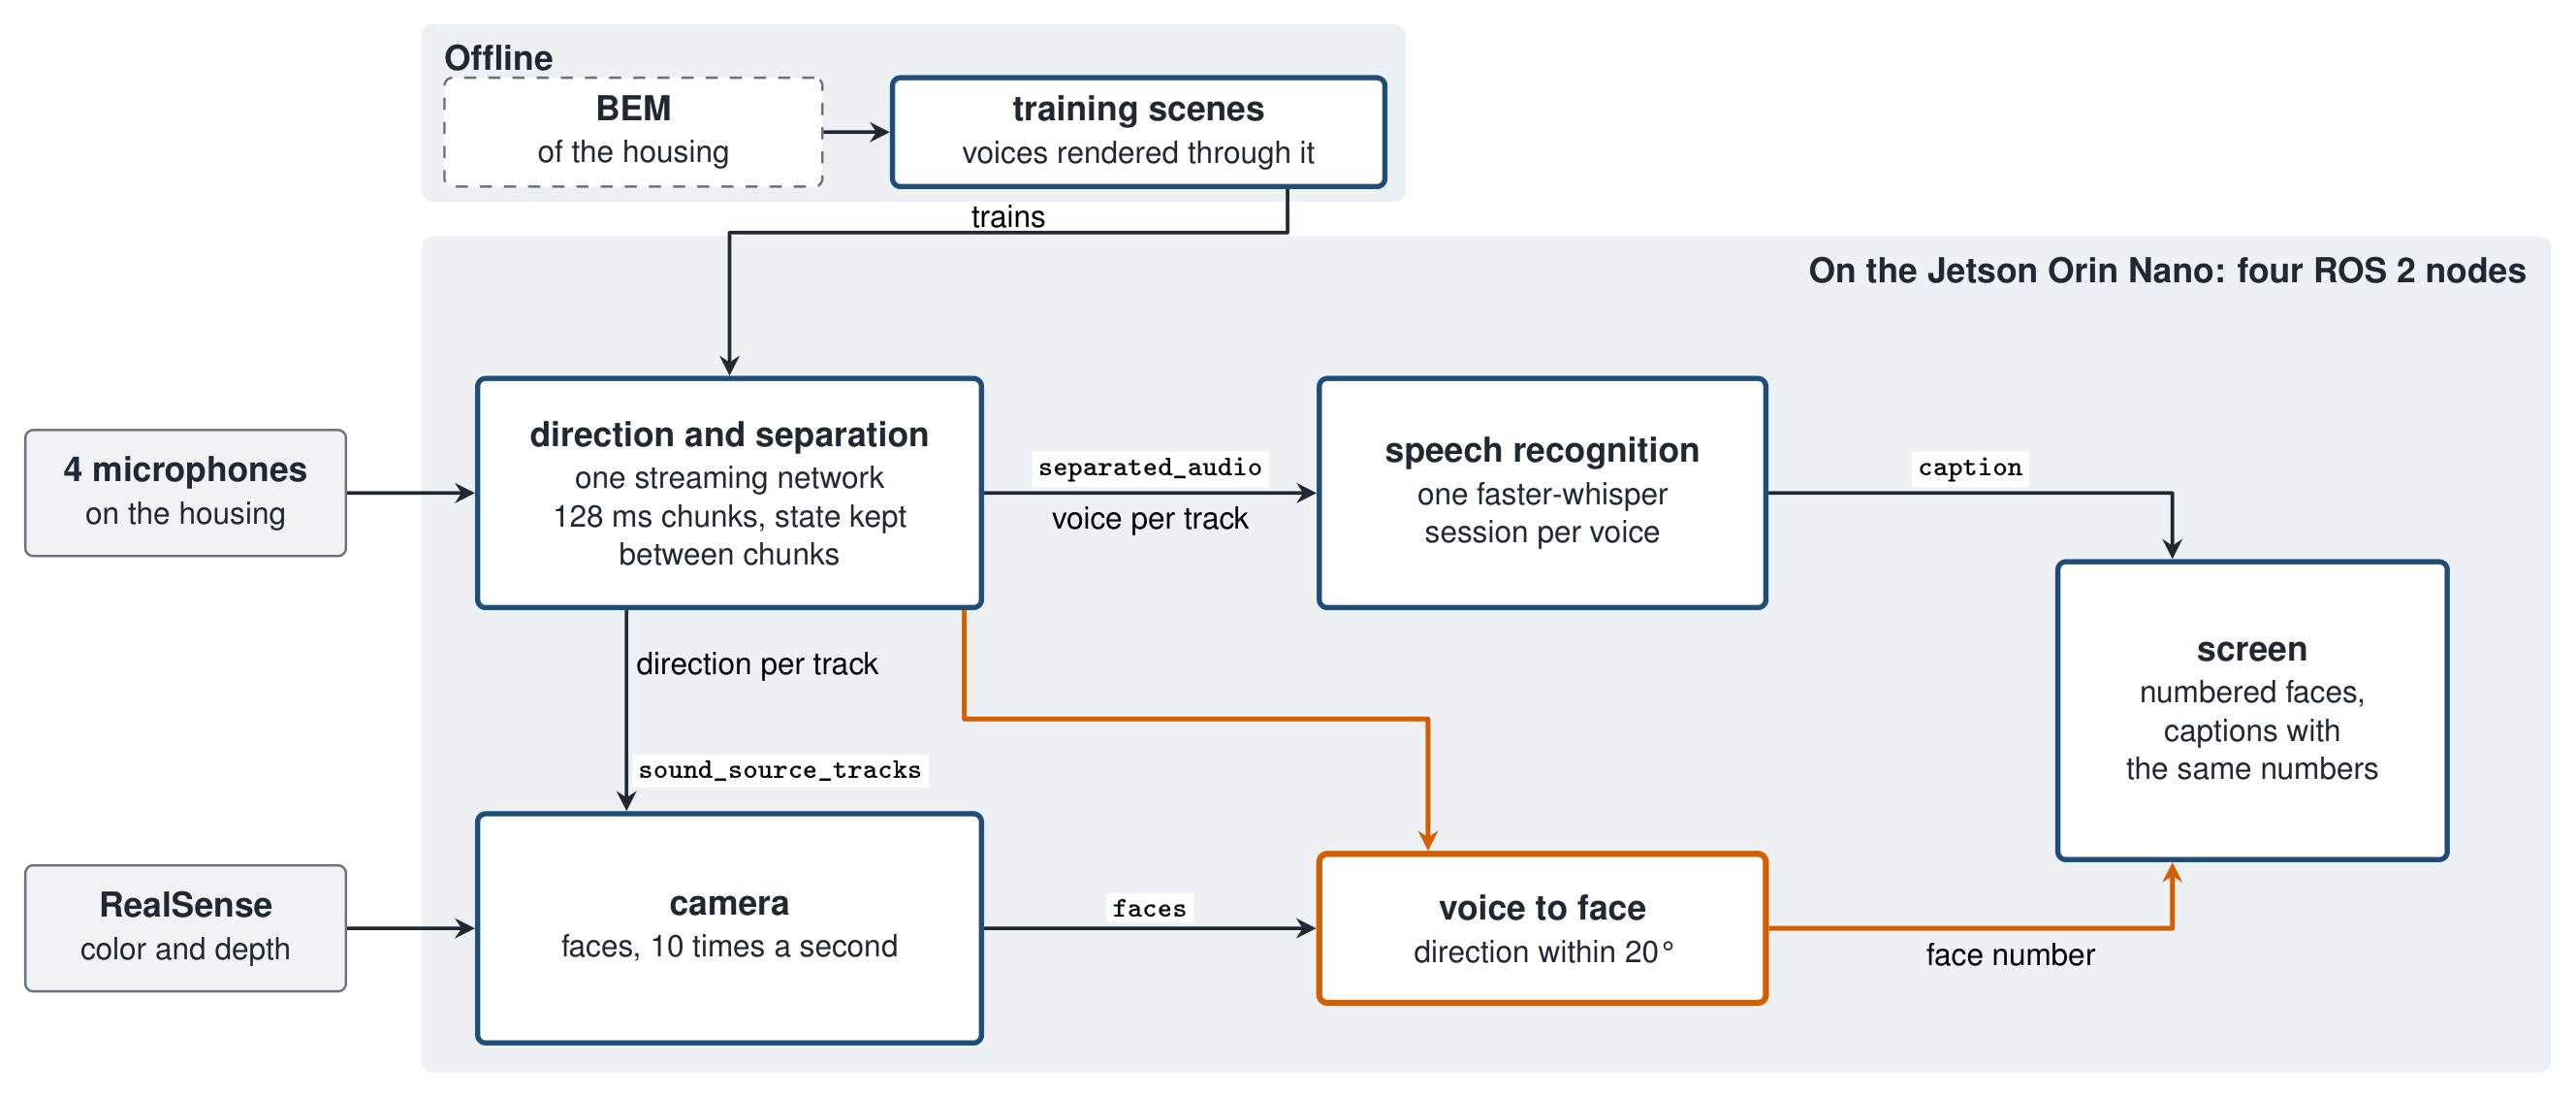 Offline
BEM
of the housing
training scenes
voices rendered through it
trains
On the Jetson Orin Nano: four ROS 2 nodes
4 microphones
on the housing
direction and separation
one streaming network
128 ms chunks, state kept
between chunks
separated_audio
voice per track
speech recognition
one faster-whisper
session per voice
caption
screen
numbered faces,
captions with
the same numbers
direction per track
sound_source_tracks
RealSense
color and depth
camera
faces, 10 times a second
faces
voice to face
direction within 20°
face number